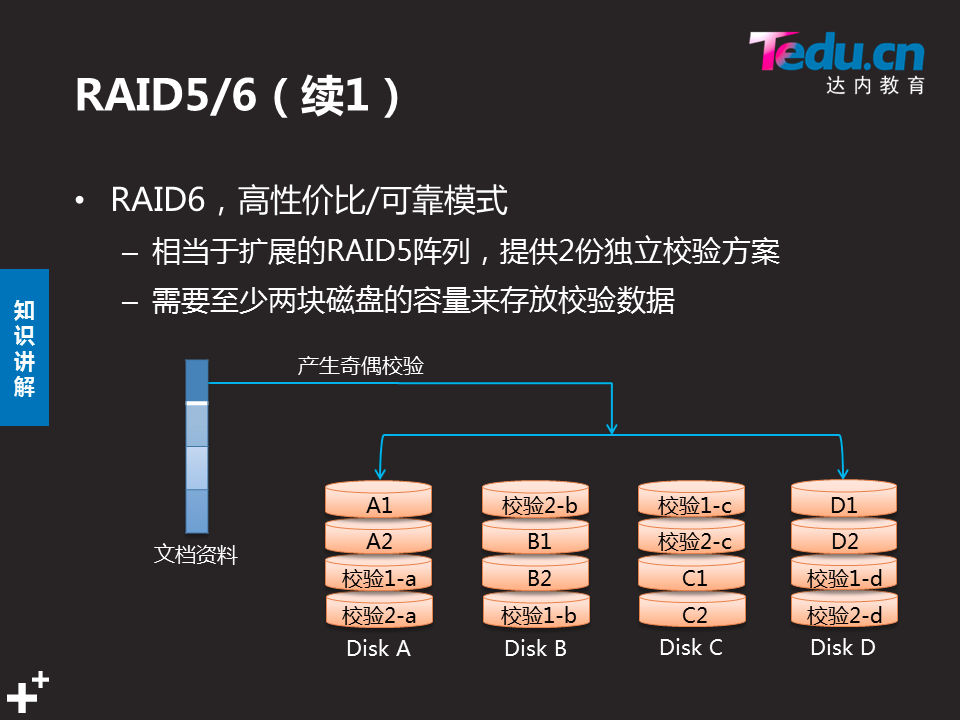 Tedu.cn
达内教育
RAID5/6（续1）
• RAID6，高性价比/可靠模式
– 相当于扩展的RAID5阵列，提供2份独立校验方案
– 需要至少两块磁盘的容量来存放校验数据
知识讲解
产生奇偶校验
文档资料
A1
A2
校验1-a
校验2-a
Disk A
校验2-b
B1
B2
校验1-b
Disk B
校验1-c
校验2-c
C1
C2
Disk C
D1
D2
校验1-d
校验2-d
Disk D